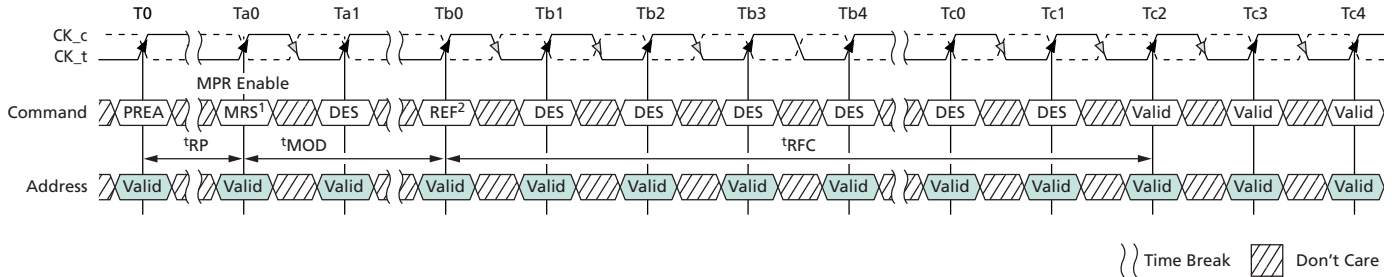 T0 Ta0 Ta1 Tb0 Tb1 Tb2 Tb3 Tb4 Tc0 Tc1 Tc2 Tc3 Tc4
CK_c
CK_t
MPR Enable
Command PREA MRS1 DES REF2 DES DES DES DES DES DES Valid Valid Valid
tRP tMOD tRFC
Address Valid Valid Valid Valid Valid Valid Valid Valid Valid Valid Valid Valid Valid
Time Break Don't Care